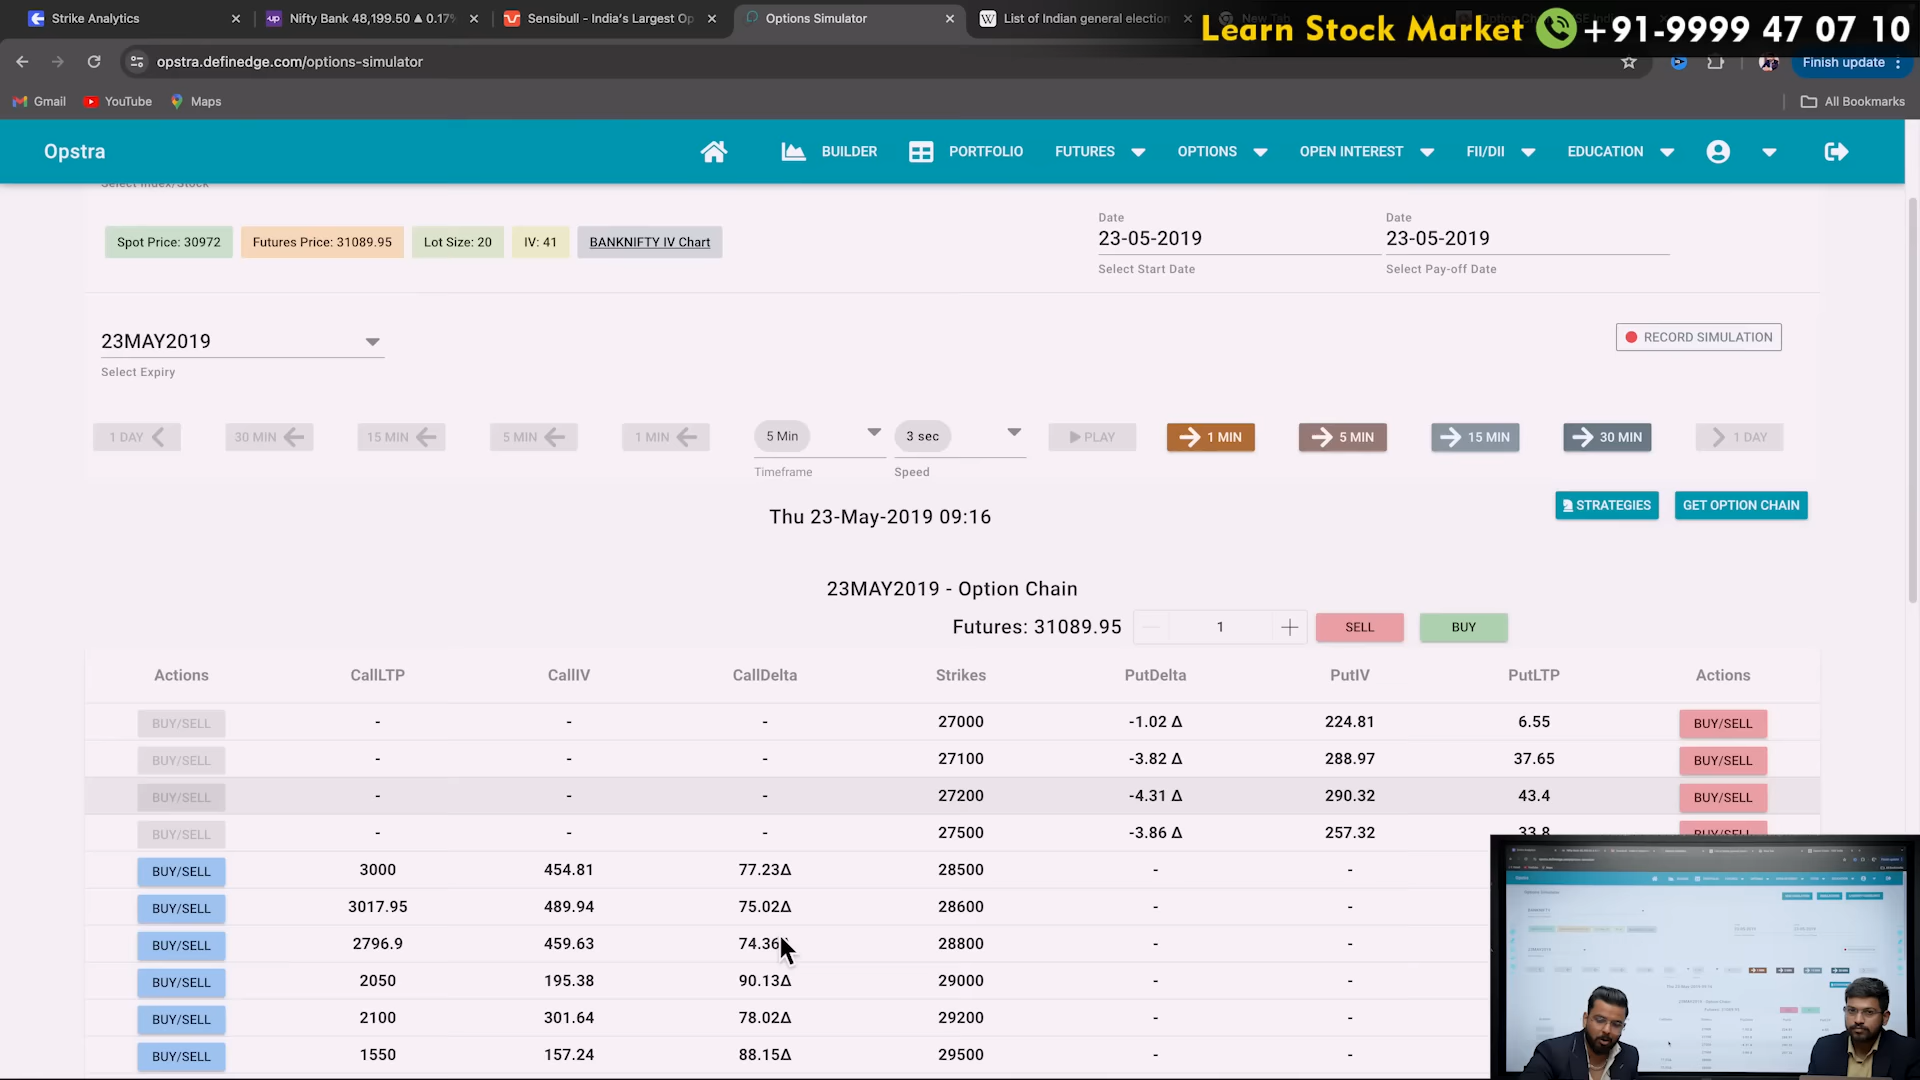 Strike Analytics
Nifty Bank 48,199.50 ▲ 0.17%
Sensibull - India's Largest Op
Options Simulator
List of Indian general election
Learn Stock Market +91-9999 47 07 10
opstra.definedge.com/options-simulator
Finish update
Gmail
YouTube
Maps
All Bookmarks
Opstra
BUILDER
PORTFOLIO
FUTURES
OPTIONS
OPEN INTEREST
FII/DII
EDUCATION
Select Index/Stock
Spot Price: 30972
Futures Price: 31089.95
Lot Size: 20
IV: 41
BANKNIFTY IV Chart
Date
23-05-2019
Select Start Date
Date
23-05-2019
Select Pay-off Date
23MAY2019
Select Expiry
RECORD SIMULATION
1 DAY
30 MIN
15 MIN
5 MIN
1 MIN
5 Min
Timeframe
3 sec
Speed
PLAY
1 MIN
5 MIN
15 MIN
30 MIN
1 DAY
Thu 23-May-2019 09:16
STRATEGIES
GET OPTION CHAIN
23MAY2019 - Option Chain
Futures: 31089.95
1
SELL
BUY
Actions CallLTP CallIV CallDelta Strikes PutDelta PutIV PutLTP Actions
BUY/SELL - - - 27000 -1.02 Δ 224.81 6.55 BUY/SELL
BUY/SELL - - - 27100 -3.82 Δ 288.97 37.65 BUY/SELL
BUY/SELL - - - 27200 -4.31 Δ 290.32 43.4 BUY/SELL
BUY/SELL - - - 27500 -3.86 Δ 257.32 33.8 BUY/SELL
BUY/SELL 3000 454.81 77.23Δ 28500 - -
BUY/SELL 3017.95 489.94 75.02Δ 28600 - -
BUY/SELL 2796.9 459.63 74.36 28800 - -
BUY/SELL 2050 195.38 90.13Δ 29000 - -
BUY/SELL 2100 301.64 78.02Δ 29200 - -
BUY/SELL 1550 157.24 88.15Δ 29500 - -